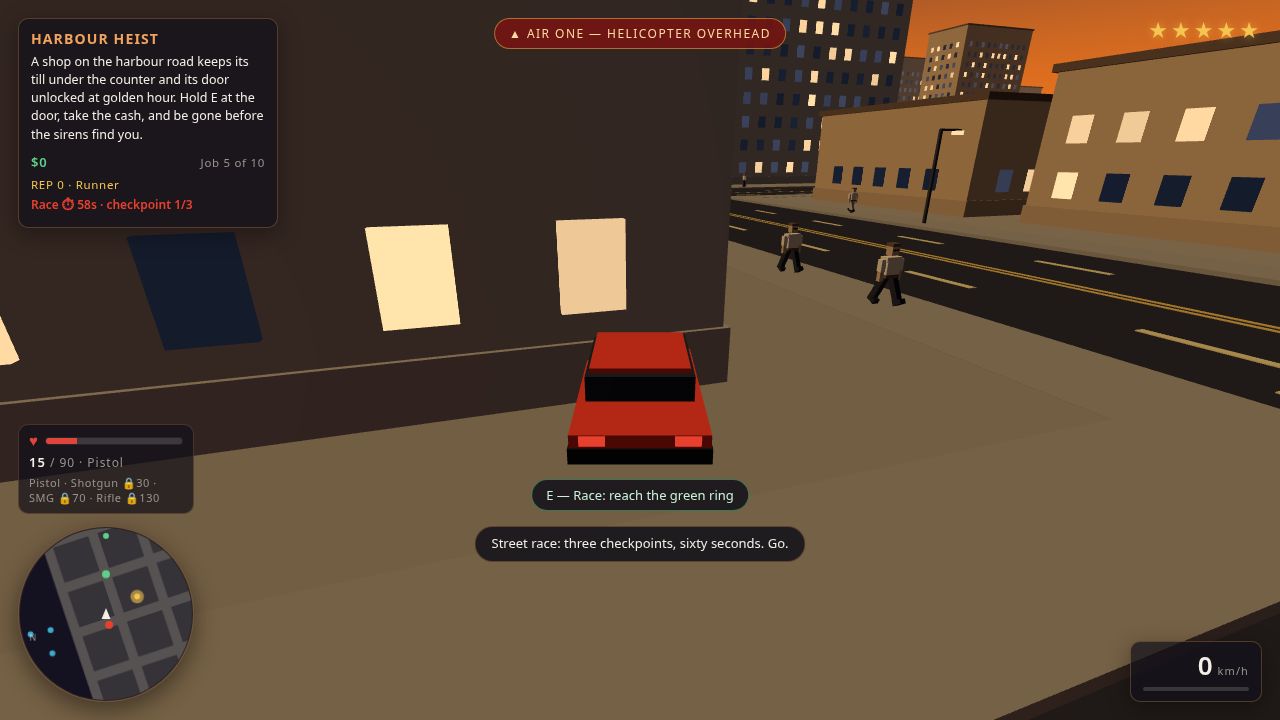 HARBOUR HEIST
A shop on the harbour road keeps its
till under the counter and its door
unlocked at golden hour. Hold E at the
door, take the cash, and be gone before
the sirens find you.
$0 Job 5 of 10
REP 0 · Runner
Race ⏱ 58s · checkpoint 1/3
▲ AIR ONE — HELICOPTER OVERHEAD
★★★★★
♥
15 / 90 · Pistol
Pistol · Shotgun 🔒30 ·
SMG 🔒70 · Rifle 🔒130
E — Race: reach the green ring
Street race: three checkpoints, sixty seconds. Go.
N
0 km/h